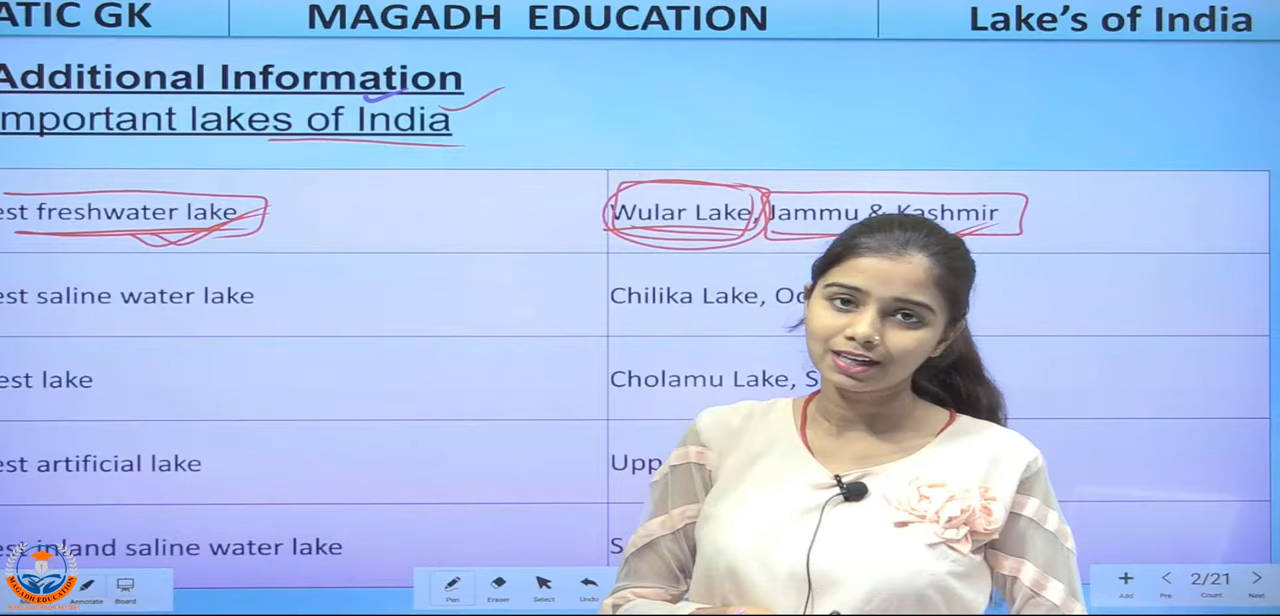 ATIC GK
MAGADH EDUCATION
Lake's of India
Additional Information
mportant lakes of India
est freshwater lake
Wular Lake, Jammu & Kashmir
est saline water lake
Chilika Lake, Od
est lake
Cholamu Lake, S
est artificial lake
Upp
est inland saline water lake
S
MAGADH EDUCATION
Annotate
Board
Pen
Eraser
Select
Undo
Add
Pre.
2/21
Count
Next